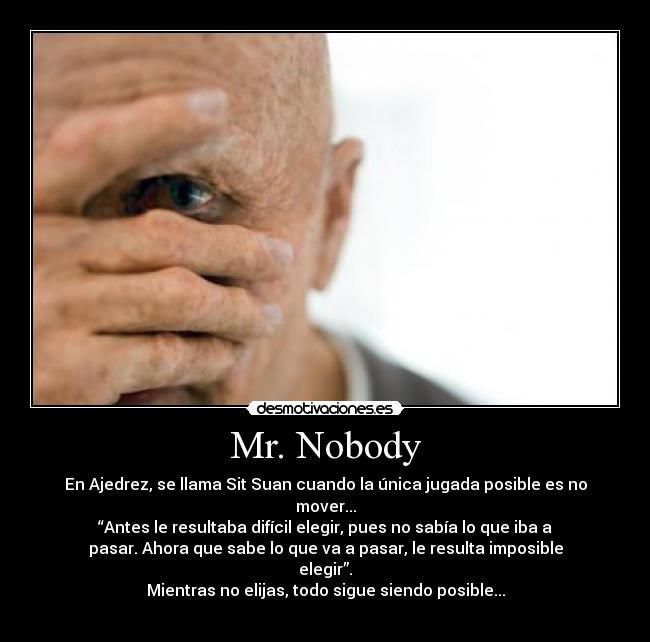 desmotivaciones.es
Mr. Nobody
En Ajedrez, se llama Sit Suan cuando la única jugada posible es no
mover...
“Antes le resultaba difícil elegir, pues no sabía lo que iba a
pasar. Ahora que sabe lo que va a pasar, le resulta imposible
elegir”.
Mientras no elijas, todo sigue siendo posible...